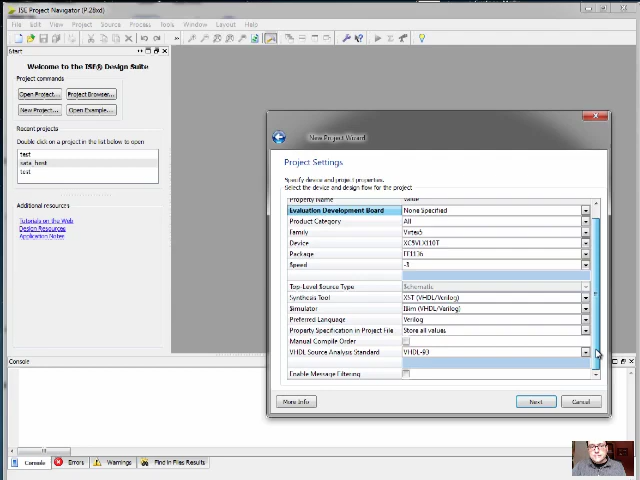 ISE Project Navigator (P.28xd)
File Edit View Project Source Process Tools Window Layout Help
Start
Welcome to the ISE® Design Suite
Project commands
Open Project... Project Browser...
New Project... Open Example...
Recent projects
Double click on a project in the list below to open
test
sata_host
test
Additional resources
Tutorials on the Web
Design Resources
Application Notes
New Project Wizard
Project Settings
Specify device and project properties.
Select the device and design flow for the project
Property Name Value
Evaluation Development Board None Specified
Product Category All
Family Virtex5
Device XC5VLX110T
Package FF1136
Speed
Top-Level Source Type Schematic
Synthesis Tool XST (VHDL/Verilog)
Simulator ISim (VHDL/Verilog)
Preferred Language Verilog
Property Specification in Project File Store all values
Manual Compile Order
VHDL Source Analysis Standard VHDL-93
Enable Message Filtering
More Info Next Cancel
Console
Console Errors Warnings Find in Files Results